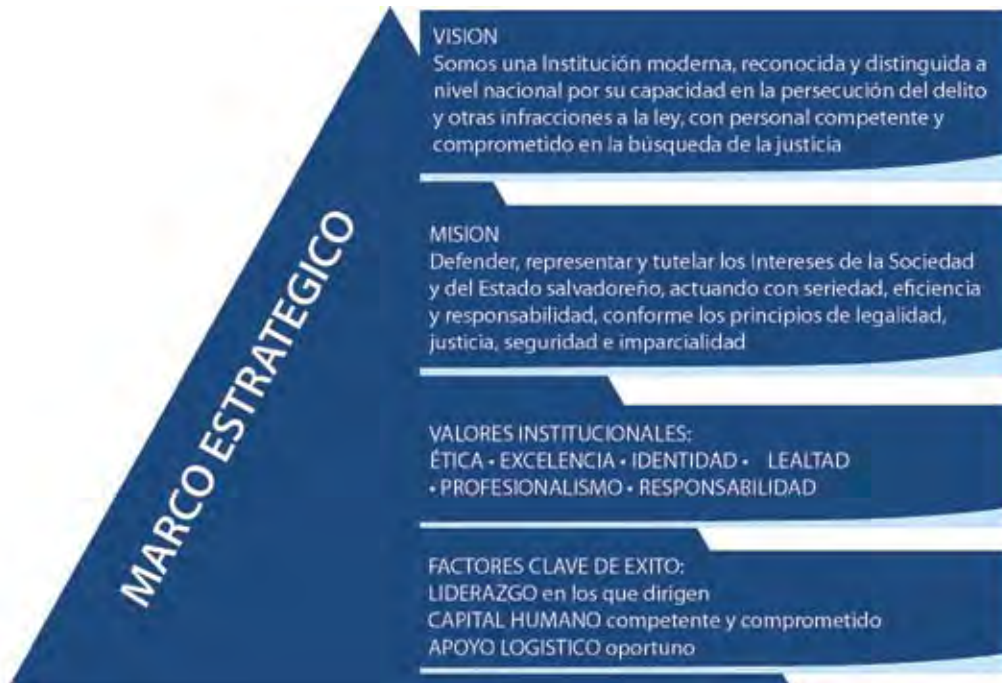 MARCO ESTRATEGICO
VISION
Somos una Institución moderna, reconocida y distinguida a
nivel nacional por su capacidad en la persecución del delito
y otras infracciones a la ley, con personal competente y
comprometido en la búsqueda de la justicia
MISION
Defender, representar y tutelar los Intereses de la Sociedad
y del Estado salvadoreño, actuando con seriedad, eficiencia
y responsabilidad, conforme los principios de legalidad,
justicia, seguridad e imparcialidad
VALORES INSTITUCIONALES:
ÉTICA • EXCELENCIA • IDENTIDAD • LEALTAD
• PROFESIONALISMO • RESPONSABILIDAD
FACTORES CLAVE DE EXITO:
LIDERAZGO en los que dirigen
CAPITAL HUMANO competente y comprometido
APOYO LOGISTICO oportuno